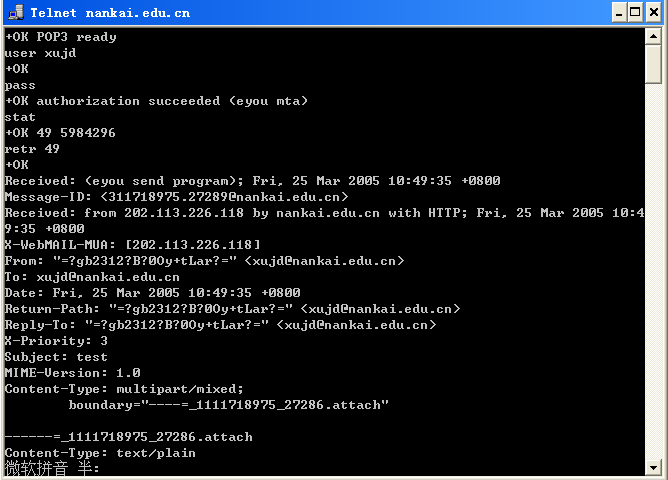 Telnet nankai.edu.cn
+OK POP3 ready
user xujd
+OK
pass
+OK authorization succeeded (eyou mta)
stat
+OK 49 5984296
retr 49
+OK
Received: (eyou send program); Fri, 25 Mar 2005 10:49:35 +0800
Message-ID: <311718975.27289@nankai.edu.cn>
Received: from 202.113.226.118 by nankai.edu.cn with HTTP; Fri, 25 Mar 2005 10:4
9:35 +0800
X-WebMAIL-MUA: [202.113.226.118]
From: "=?gb2312?B?0Oy+tLar?=" <xujd@nankai.edu.cn>
To: xujd@nankai.edu.cn
Date: Fri, 25 Mar 2005 10:49:35 +0800
Return-Path: "=?gb2312?B?0Oy+tLar?=" <xujd@nankai.edu.cn>
Reply-To: "=?gb2312?B?0Oy+tLar?=" <xujd@nankai.edu.cn>
X-Priority: 3
Subject: test
MIME-Version: 1.0
Content-Type: multipart/mixed;
        boundary="----=_1111718975_27286.attach"

------=_1111718975_27286.attach
Content-Type: text/plain
微软拼音 半: